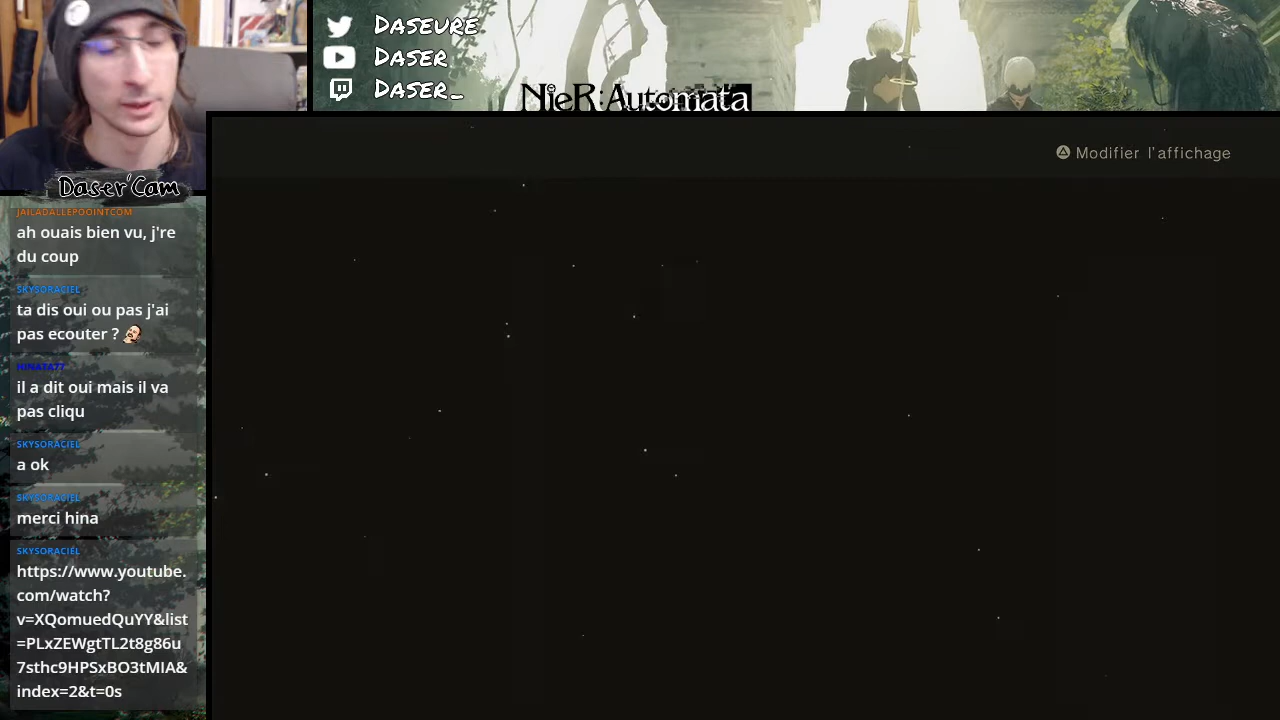 Daseure
Daser
Daser_
NieR:Automata
Modifier l'affichage
Daser'Cam
JAILADALLEPOOINTCOM
ah ouais bien vu, j're
du coup
SKYSORACIEL
ta dis oui ou pas j'ai
pas ecouter ?
HINATA77
il a dit oui mais il va
pas cliqu
SKYSORACIEL
a ok
SKYSORACIEL
merci hina
SKYSORACIEL
https://www.youtube.
com/watch?
v=XQomuedQuYY&list
=PLxZEWgtTL2t8g86u
7sthc9HPSxBO3tMIA&
index=2&t=0s